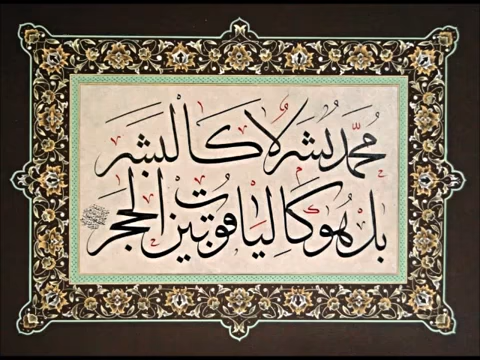 محمد بشر لا كالبشر
بل هو كالياقوت بين الحجر